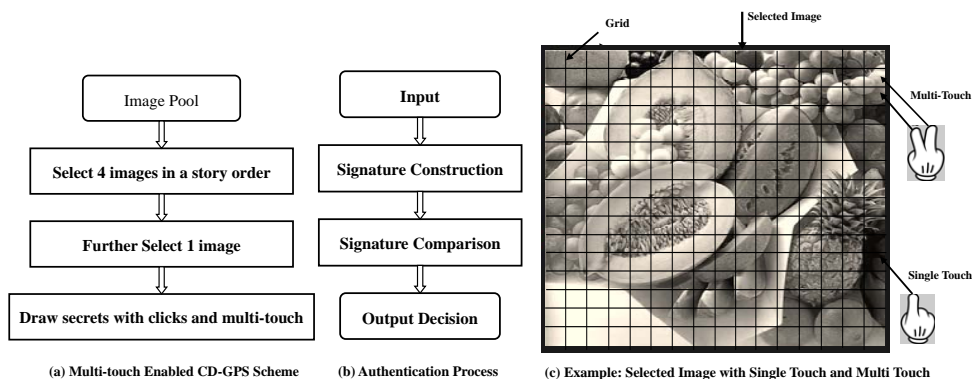 Image Pool
Select 4 images in a story order
Further Select 1 image
Draw secrets with clicks and multi-touch
(a) Multi-touch Enabled CD-GPS Scheme
Input
Signature Construction
Signature Comparison
Output Decision
(b) Authentication Process
Grid
Selected Image
Multi-Touch
Single Touch
(c) Example: Selected Image with Single Touch and Multi Touch